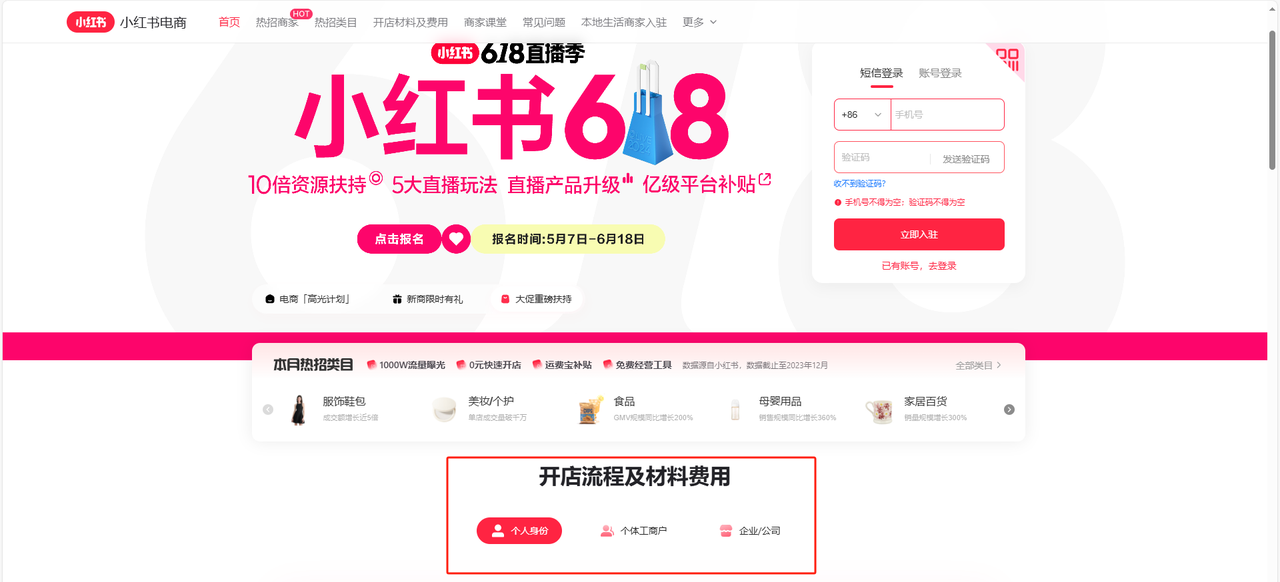 小红书 小红书电商 首页 热招商家 HOT 热招类目 开店材料及费用 商家课堂 常见问题 本地生活商家入驻 更多
小红书 618直播季
小红书618
10倍资源扶持 5大直播玩法 直播产品升级 亿级平台补贴
点击报名 报名时间:5月7日-6月18日
电商「高光计划」 新商限时有礼 大促重磅扶持
短信登录 账号登录
+86 手机号
验证码 发送验证码
收不到验证码?
手机号不得为空；验证码不得为空
立即入驻
已有账号，去登录
本月热招类目 1000W流量曝光 0元快速开店 运费宝补贴 免费经营工具 数据源自小红书，数据截止至2023年12月 全部类目
服饰鞋包 美妆/个护 食品 母婴用品 家居百货
成交额增长近5倍 单店成交量破千万 GMV规模同比增长200% 销售规模同比增长360% 销量规模增长300%
开店流程及材料费用
个人身份 个体工商户 企业/公司